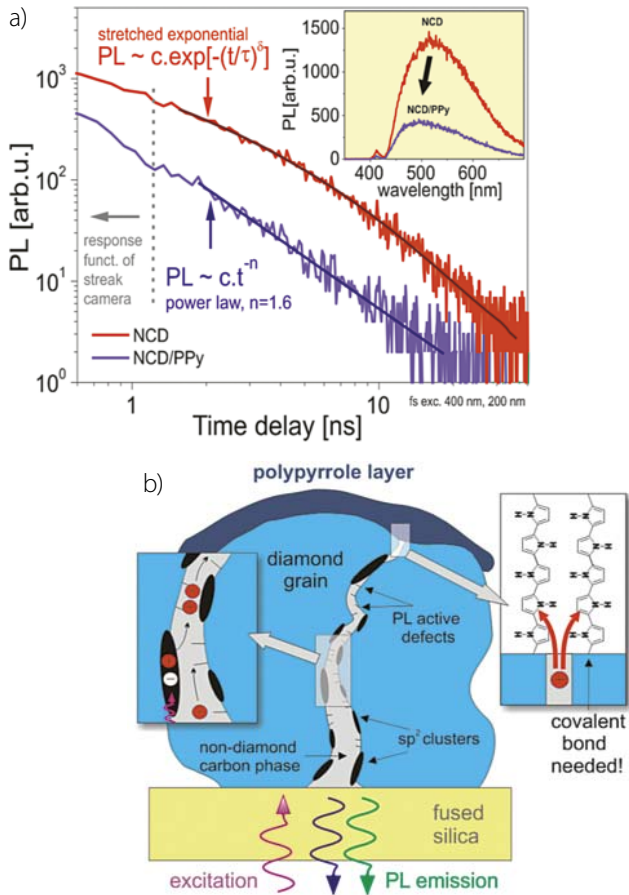 a)
stretched exponential
PL ~ c.exp[-(t/τ)^δ]
10^3
10^2
10^1
10^0
PL [arb.u.]
response
funct. of
streak
camera
PL ~ c.t^-n
power law, n=1.6
NCD
NCD/PPy
1
10
Time delay [ns]
fs exc. 400 nm, 200 nm
1500
1000
500
0
PL[arb.u.]
NCD
NCD/PPy
400
500
600
wavelength [nm]
b)
polypyrrole layer
diamond
grain
PL active
defects
non-diamond
carbon phase
sp^2 clusters
covalent
bond
needed!
fused
silica
excitation
PL emission